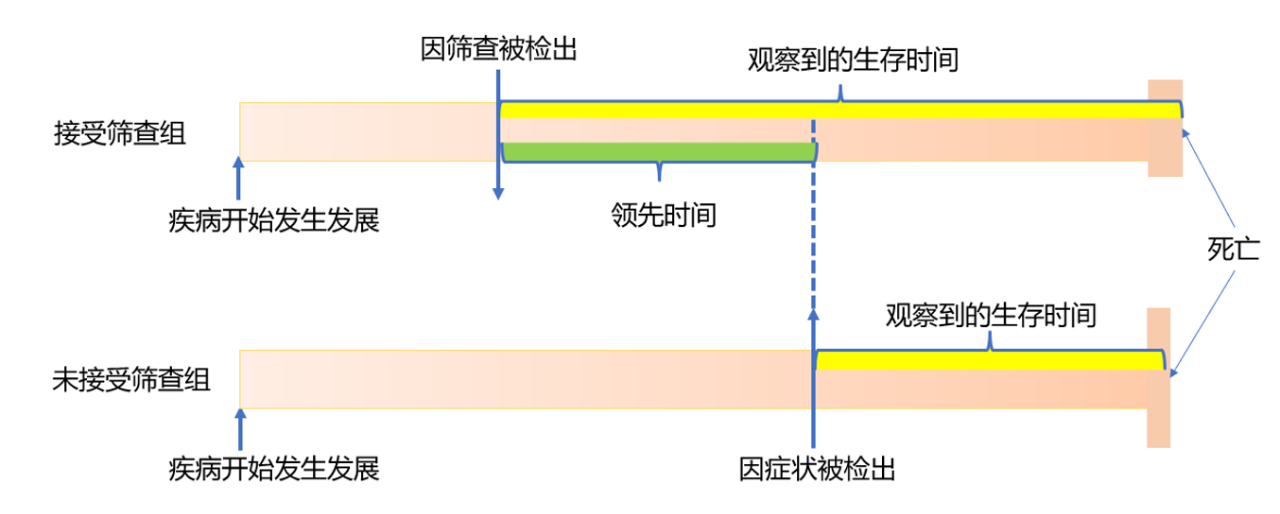 因筛查被检出
观察到的生存时间
接受筛查组
疾病开始发生发展
领先时间
死亡
观察到的生存时间
未接受筛查组
疾病开始发生发展
因症状被检出